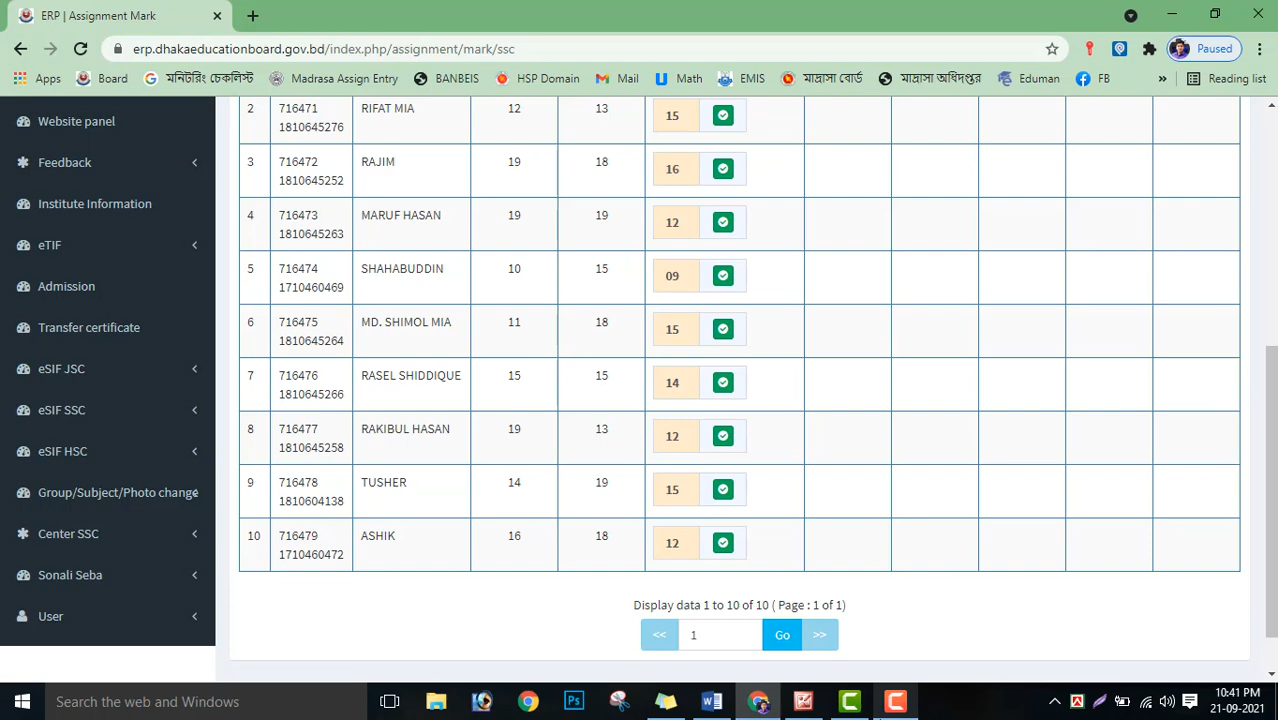 ERP | Assignment Mark
erp.dhakaeducationboard.gov.bd/index.php/assignment/mark/ssc
Paused
Apps Board মনিটরিং চেকলিস্ট Madrasa Assign Entry BANBEIS HSP Domain Mail Math EMIS মাদ্রাসা বোর্ড মাদ্রাসা অধিদপ্তর Eduman FB » Reading list
Website panel
Feedback
Institute Information
eTIF
Admission
Transfer certificate
eSIF JSC
eSIF SSC
eSIF HSC
Group/Subject/Photo change
Center SSC
Sonali Seba
User
2 716471 RIFAT MIA 12 13 15
1810645276
3 716472 RAJIM 19 18 16
1810645252
4 716473 MARUF HASAN 19 19 12
1810645263
5 716474 SHAHABUDDIN 10 15 09
1710460469
6 716475 MD. SHIMOL MIA 11 18 15
1810645264
7 716476 RASEL SHIDDIQUE 15 15 14
1810645266
8 716477 RAKIBUL HASAN 19 13 12
1810645258
9 716478 TUSHER 14 19 15
1810604138
10 716479 ASHIK 16 18 12
1710460472
Display data 1 to 10 of 10 ( Page : 1 of 1)
<< 1 Go >>
Search the web and Windows
10:41 PM
21-09-2021